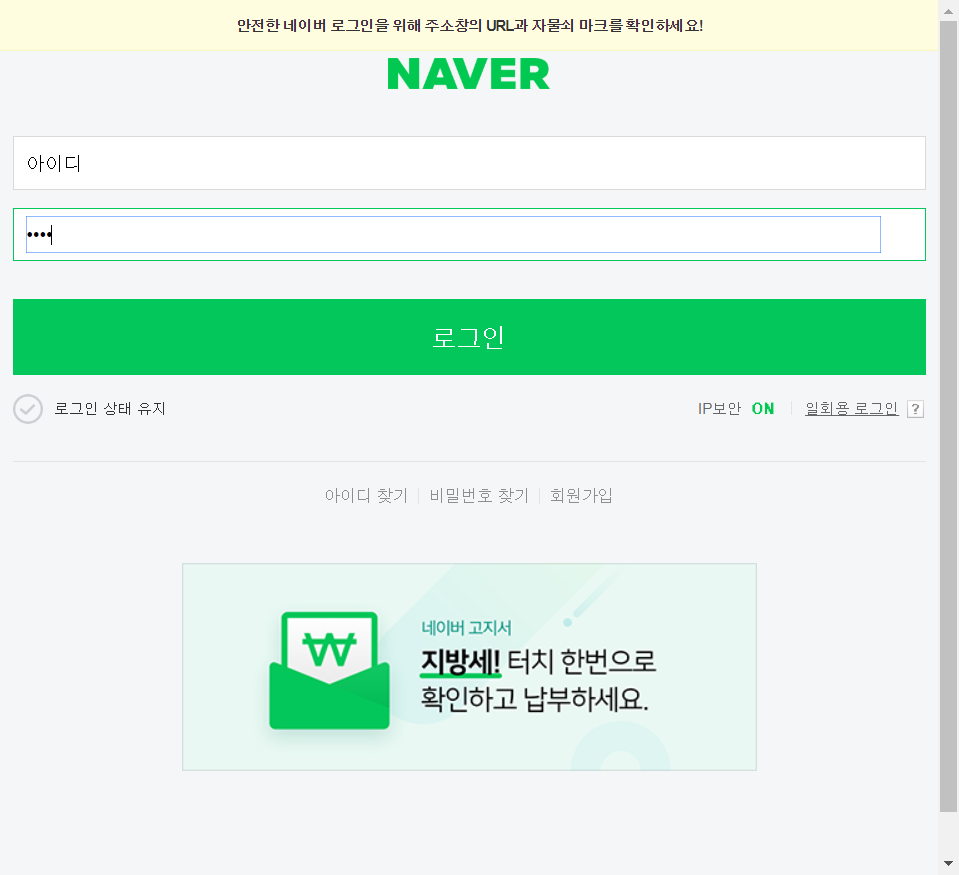 안전한 네이버 로그인을 위해 주소창의 URL과 자물쇠 마크를 확인하세요!
NAVER
아이디
••••
로그인
로그인 상태 유지
IP보안 ON
일회용 로그인 ?
아이디 찾기
비밀번호 찾기
회원가입
네이버 고지서
지방세! 터치 한번으로
확인하고 납부하세요.